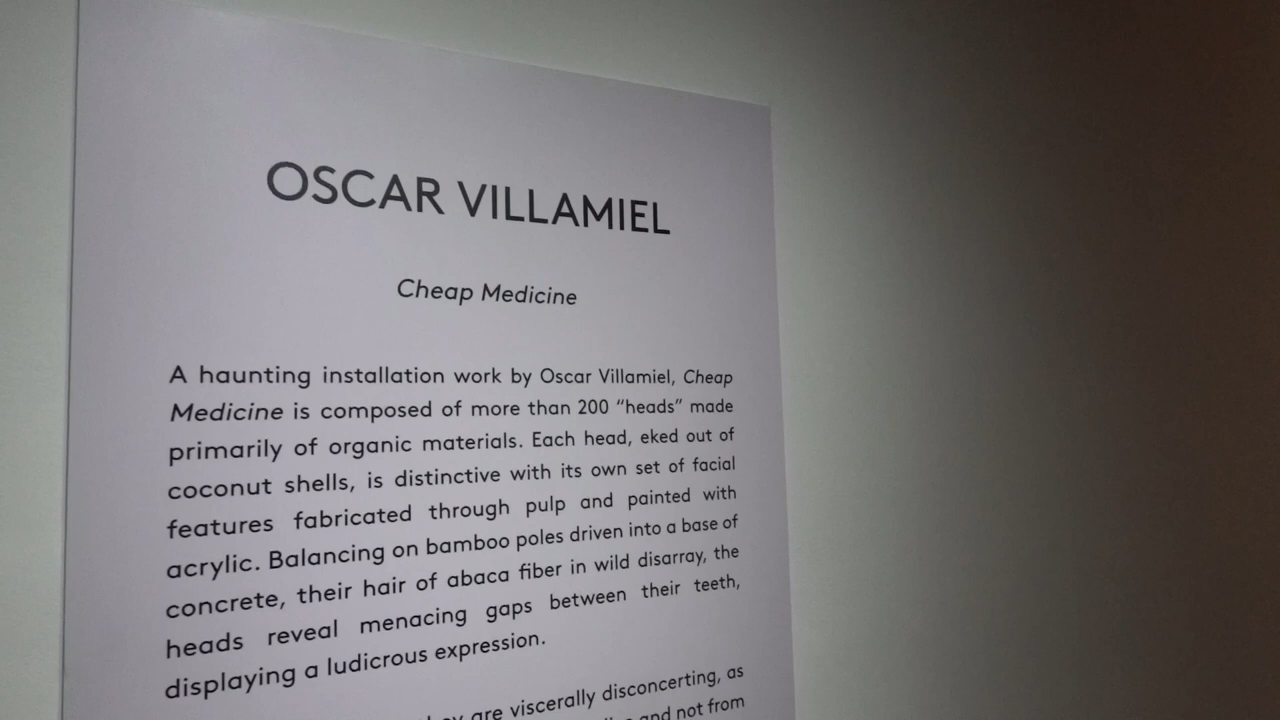 OSCAR VILLAMIEL
Cheap Medicine
A haunting installation work by Oscar Villamiel, Cheap
Medicine is composed of more than 200 “heads” made
primarily of organic materials. Each head, eked out of
coconut shells, is distinctive with its own set of facial
features fabricated through pulp and painted with
acrylic. Balancing on bamboo poles driven into a base of
concrete, their hair of abaca fiber in wild disarray, the
heads reveal menacing gaps between their teeth,
displaying a ludicrous expression.
are viscerally disconcerting, as
and not from